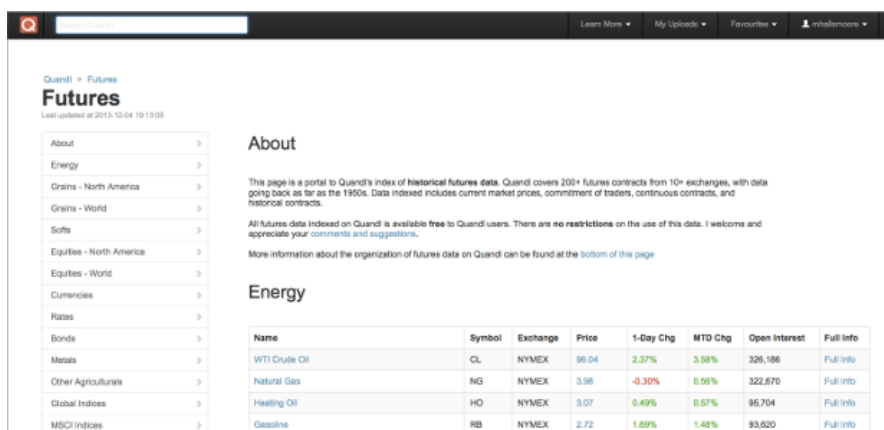 Q
Search Quandl
Learn More
My Uploads
Favourites
mhallsmoore
Quandl > Futures
Futures
Last updated at 2013-12-04 19:13:05
About
Energy
Grains - North America
Grains - World
Softs
Equities - North America
Equities - World
Currencies
Rates
Bonds
Metals
Other Agriculturals
Global Indices
MSCI Indices
About
This page is a portal to Quandl's index of historical futures data. Quandl covers 200+ futures contracts from 10+ exchanges, with data
going back as far as the 1950s. Data indexed includes current market prices, commitment of traders, continuous contracts, and
historical contracts.
All futures data indexed on Quandl is available free to Quandl users. There are no restrictions on the use of this data. I welcome and
appreciate your comments and suggestions.
More information about the organization of futures data on Quandl can be found at the bottom of this page
Energy
Name Symbol Exchange Price 1-Day Chg MTD Chg Open Interest Full Info
WTI Crude Oil CL NYMEX 96.04 2.37% 3.58% 326,186 Full Info
Natural Gas NG NYMEX 3.98 -0.30% 0.56% 322,670 Full Info
Heating Oil HO NYMEX 3.07 0.49% 0.57% 95,704 Full Info
Gasoline RB NYMEX 2.72 1.69% 1.48% 93,620 Full Info